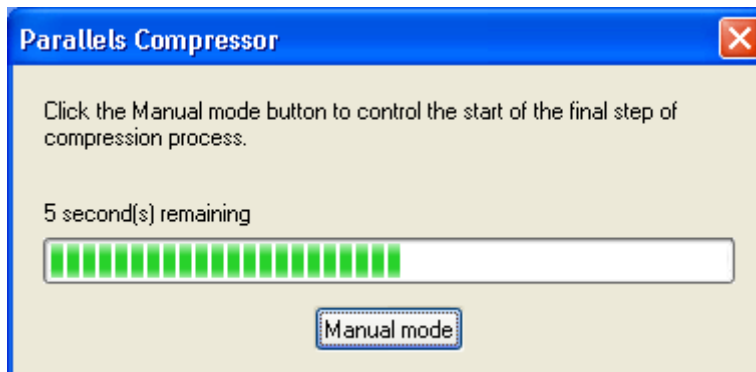 Parallels Compressor
Click the Manual mode button to control the start of the final step of
compression process.
5 second(s) remaining
Manual mode